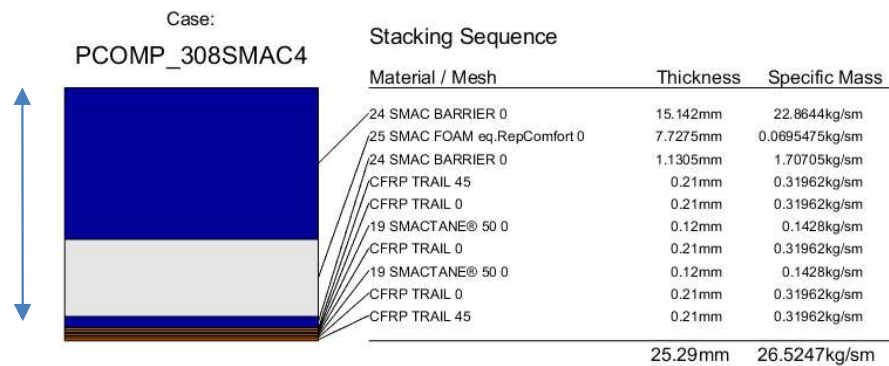 Case:
PCOMP_308SMAC4
Stacking Sequence
Material / Mesh Thickness Specific Mass
24 SMAC BARRIER 0 15.142mm 22.8644kg/sm
25 SMAC FOAM eq.RepComfort 0 7.7275mm 0.0695475kg/sm
24 SMAC BARRIER 0 1.1305mm 1.70705kg/sm
CFRP TRAIL 45 0.21mm 0.31962kg/sm
CFRP TRAIL 0 0.21mm 0.31962kg/sm
19 SMACTANE® 50 0 0.12mm 0.1428kg/sm
CFRP TRAIL 0 0.21mm 0.31962kg/sm
19 SMACTANE® 50 0 0.12mm 0.1428kg/sm
CFRP TRAIL 0 0.21mm 0.31962kg/sm
CFRP TRAIL 45 0.21mm 0.31962kg/sm
25.29mm 26.5247kg/sm